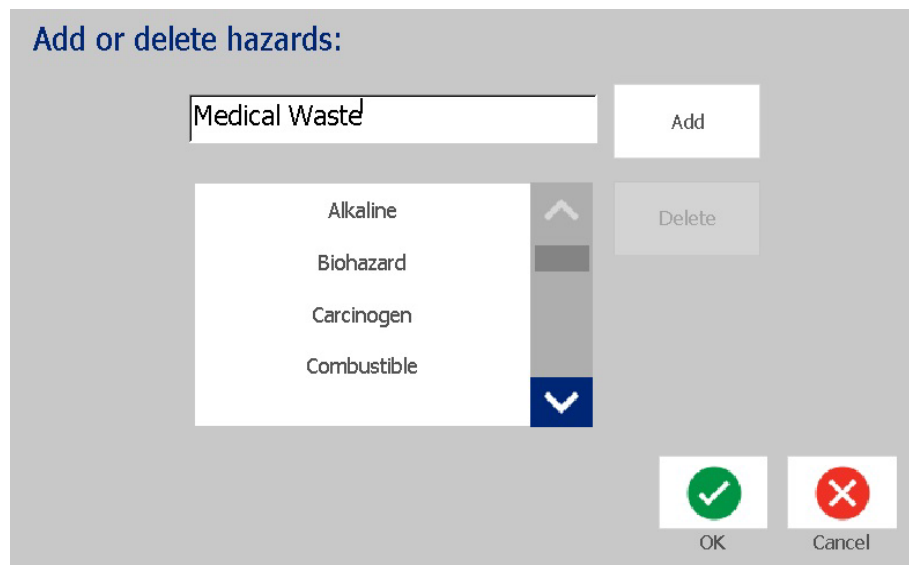 Add or delete hazards:
Medical Waste
Add
Alkaline
Delete
Biohazard
Carcinogen
Combustible
OK
Cancel